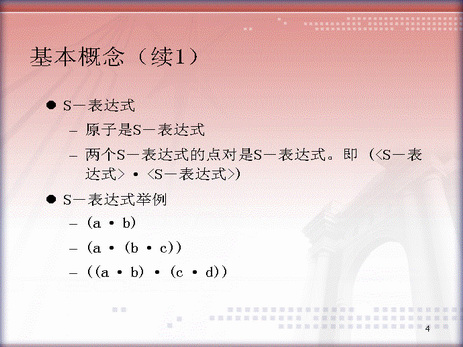 基本概念（续1）
● S－表达式
– 原子是S－表达式
– 两个S－表达式的点对是S－表达式。即（<S－表
达式>·<S－表达式>)
● S－表达式举例
– (a · b)
– (a · (b · c))
– ((a · b) · (c · d))
4